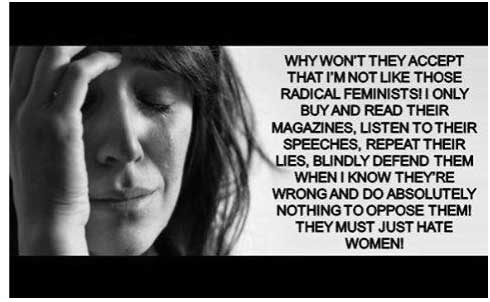 WHY WON'T THEY ACCEPT
THAT I'M NOT LIKE THOSE
RADICAL FEMINISTS! I ONLY
BUY AND READ THEIR
MAGAZINES, LISTEN TO THEIR
SPEECHES, REPEAT THEIR
LIES, BLINDLY DEFEND THEM
WHEN I KNOW THEY'RE
WRONG AND DO ABSOLUTELY
NOTHING TO OPPOSE THEM!
THEY MUST JUST HATE
WOMEN!